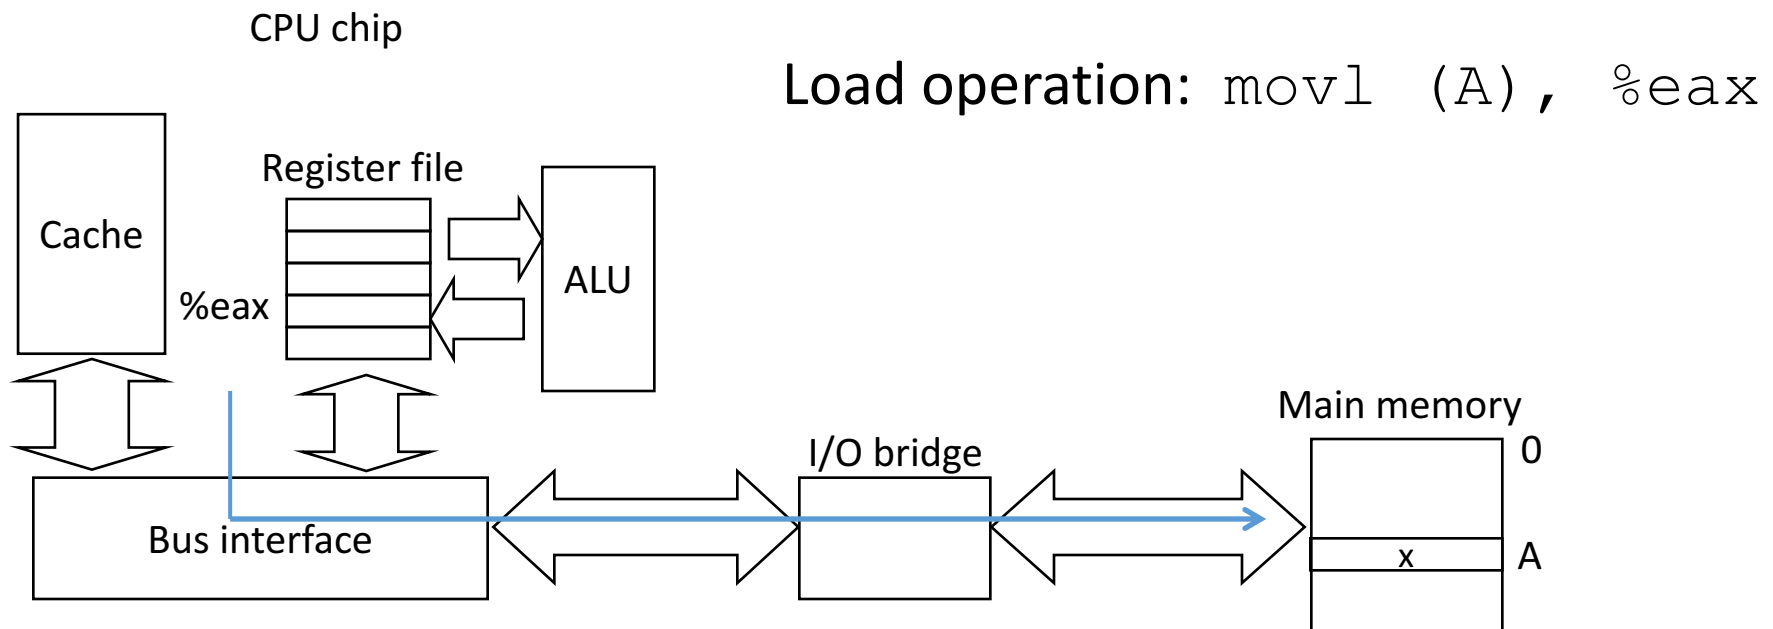 CPU chip
Load operation: movl (A), %eax
Register file
Cache
ALU
%eax
Main memory
I/O bridge
0
Bus interface
x
A